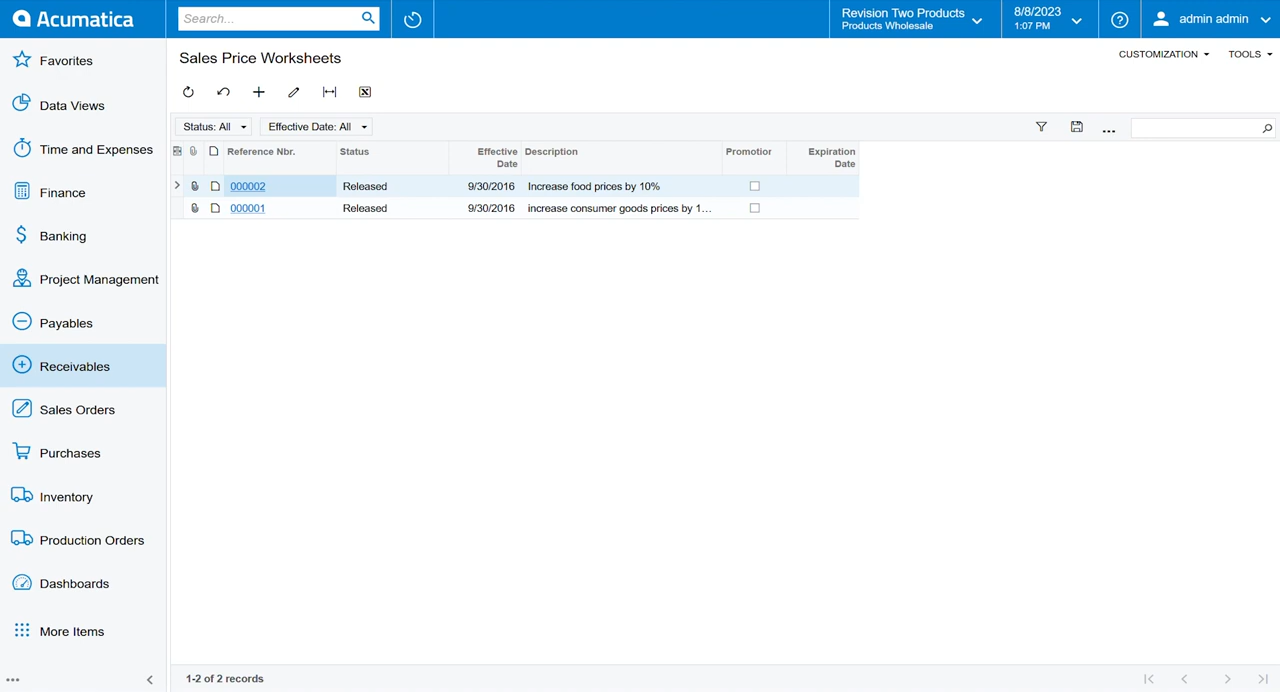 Acumatica
Search...
Revision Two Products
Products Wholesale
8/8/2023
1:07 PM
admin admin
Favorites
Data Views
Time and Expenses
Finance
Banking
Project Management
Payables
Receivables
Sales Orders
Purchases
Inventory
Production Orders
Dashboards
More Items
Sales Price Worksheets
CUSTOMIZATION
TOOLS
Status: All
Effective Date: All
Reference Nbr.
Status
Effective
Date
Description
Promotior
Expiration
Date
000002
Released
9/30/2016
Increase food prices by 10%
000001
Released
9/30/2016
increase consumer goods prices by 1...
1-2 of 2 records